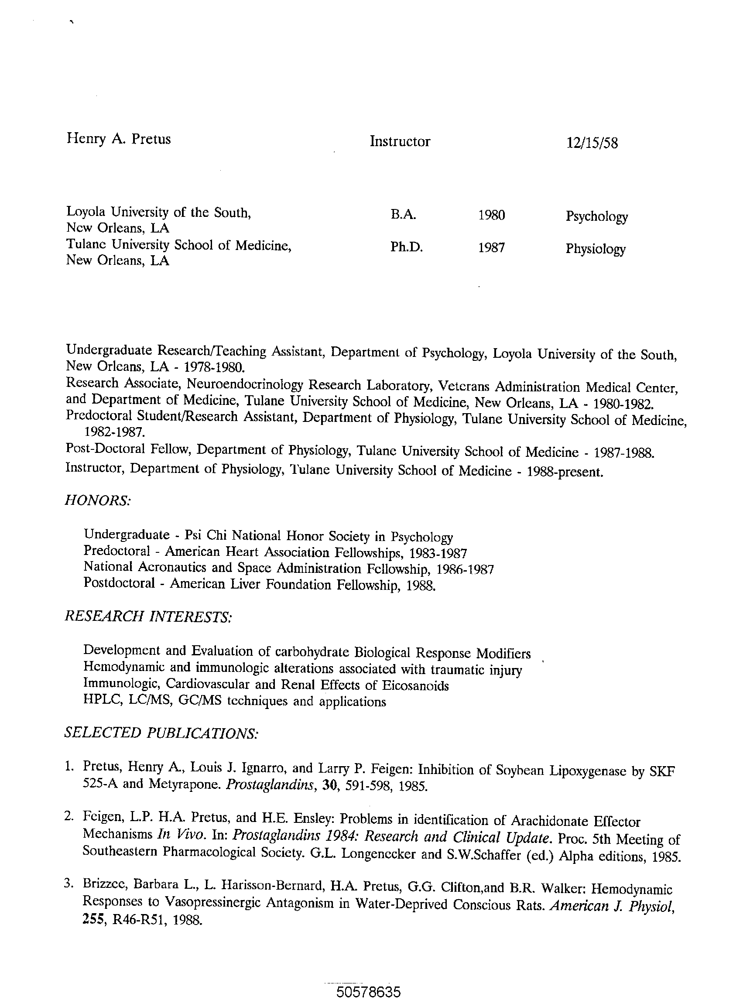 Henry A. Pretus Instructor 12/15/58
Loyola University of the South, B.A. 1980 Psychology
New Orleans, LA
Tulane University School of Medicine, Ph.D. 1987 Physiology
New Orleans, LA
Undergraduate Research/Teaching Assistant, Department of Psychology, Loyola University of the South,
New Orleans, LA - 1978-1980.
Research Associate, Neuroendocrinology Research Laboratory, Veterans Administration Medical Center,
and Department of Medicine, Tulane University School of Medicine, New Orleans, LA - 1980-1982.
Predoctoral Student/Research Assistant, Department of Physiology, Tulane University School of Medicine,
1982-1987.
Post-Doctoral Fellow, Department of Physiology, Tulane University School of Medicine - 1987-1988.
Instructor, Department of Physiology, Tulane University School of Medicine - 1988-present.
HONORS:
Undergraduate - Psi Chi National Honor Society in Psychology
Predoctoral - American Heart Association Fellowships, 1983-1987
National Aeronautics and Space Administration Fellowship, 1986-1987
Postdoctoral - American Liver Foundation Fellowship, 1988.
RESEARCH INTERESTS:
Development and Evaluation of carbohydrate Biological Response Modifiers
Hemodynamic and immunologic alterations associated with traumatic injury
Immunologic, Cardiovascular and Renal Effects of Eicosanoids
HPLC, LC/MS, GC/MS techniques and applications
SELECTED PUBLICATIONS:
1. Pretus, Henry A., Louis J. Ignarro, and Larry P. Feigen: Inhibition of Soybean Lipoxygenase by SKF
525-A and Metyrapone. Prostaglandins, 30, 591-598, 1985.
2. Feigen, L.P. H.A. Pretus, and H.E. Ensley: Problems in identification of Arachidonate Effector
Mechanisms In Vivo. In: Prostaglandins 1984: Research and Clinical Update. Proc. 5th Meeting of
Southeastern Pharmacological Society. G.L. Longenecker and S.W.Schaffer (ed.) Alpha editions, 1985.
3. Brizzee, Barbara L., L. Harisson-Bernard, H.A. Pretus, G.G. Clifton,and B.R. Walker: Hemodynamic
Responses to Vasopressinergic Antagonism in Water-Deprived Conscious Rats. American J. Physiol,
255, R46-R51, 1988.
50578635